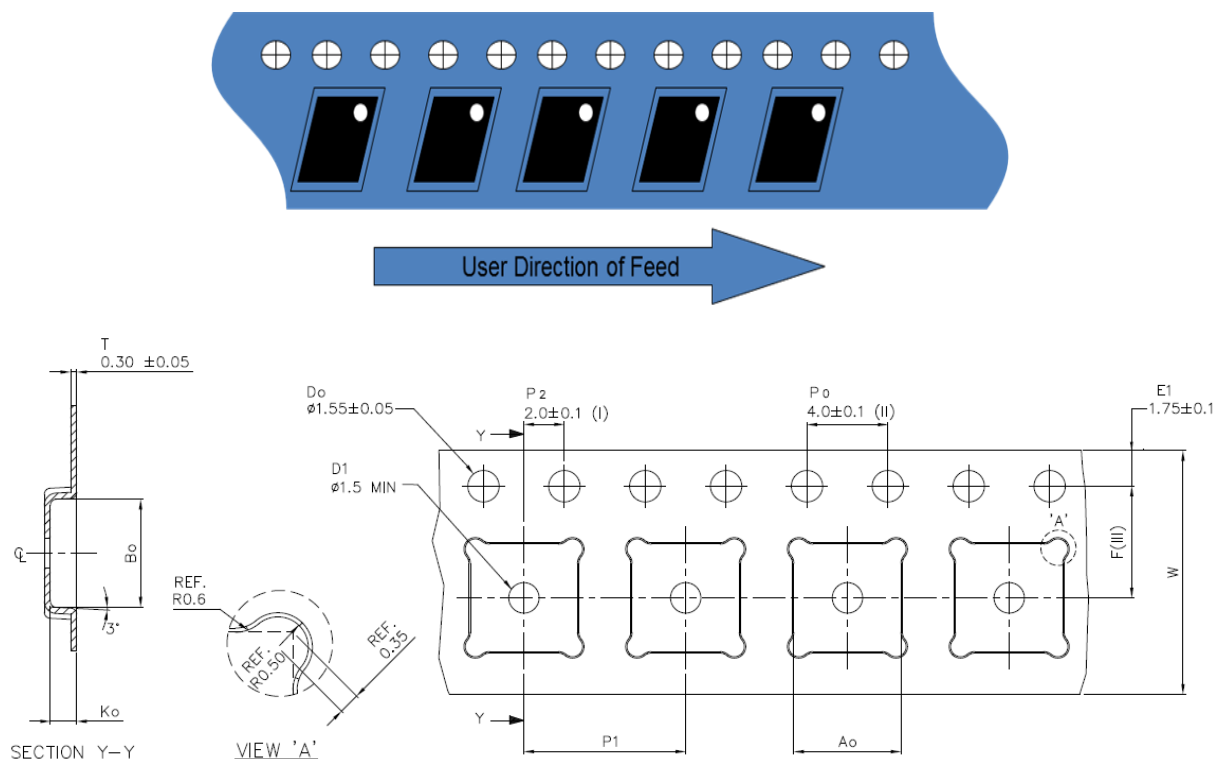 User Direction of Feed
T
0.30 ±0.05
Do
ø1.55±0.05
P2
2.0±0.1 (I)
Po
4.0±0.1 (II)
E1
1.75±0.1
Y
D1
ø1.5 MIN
'A'
F(III)
W
℄
Bo
3°
REF.
R0.6
REF.
R0.50
REF.
0.35
Ko
Y
P1
Ao
SECTION Y-Y
VIEW 'A'